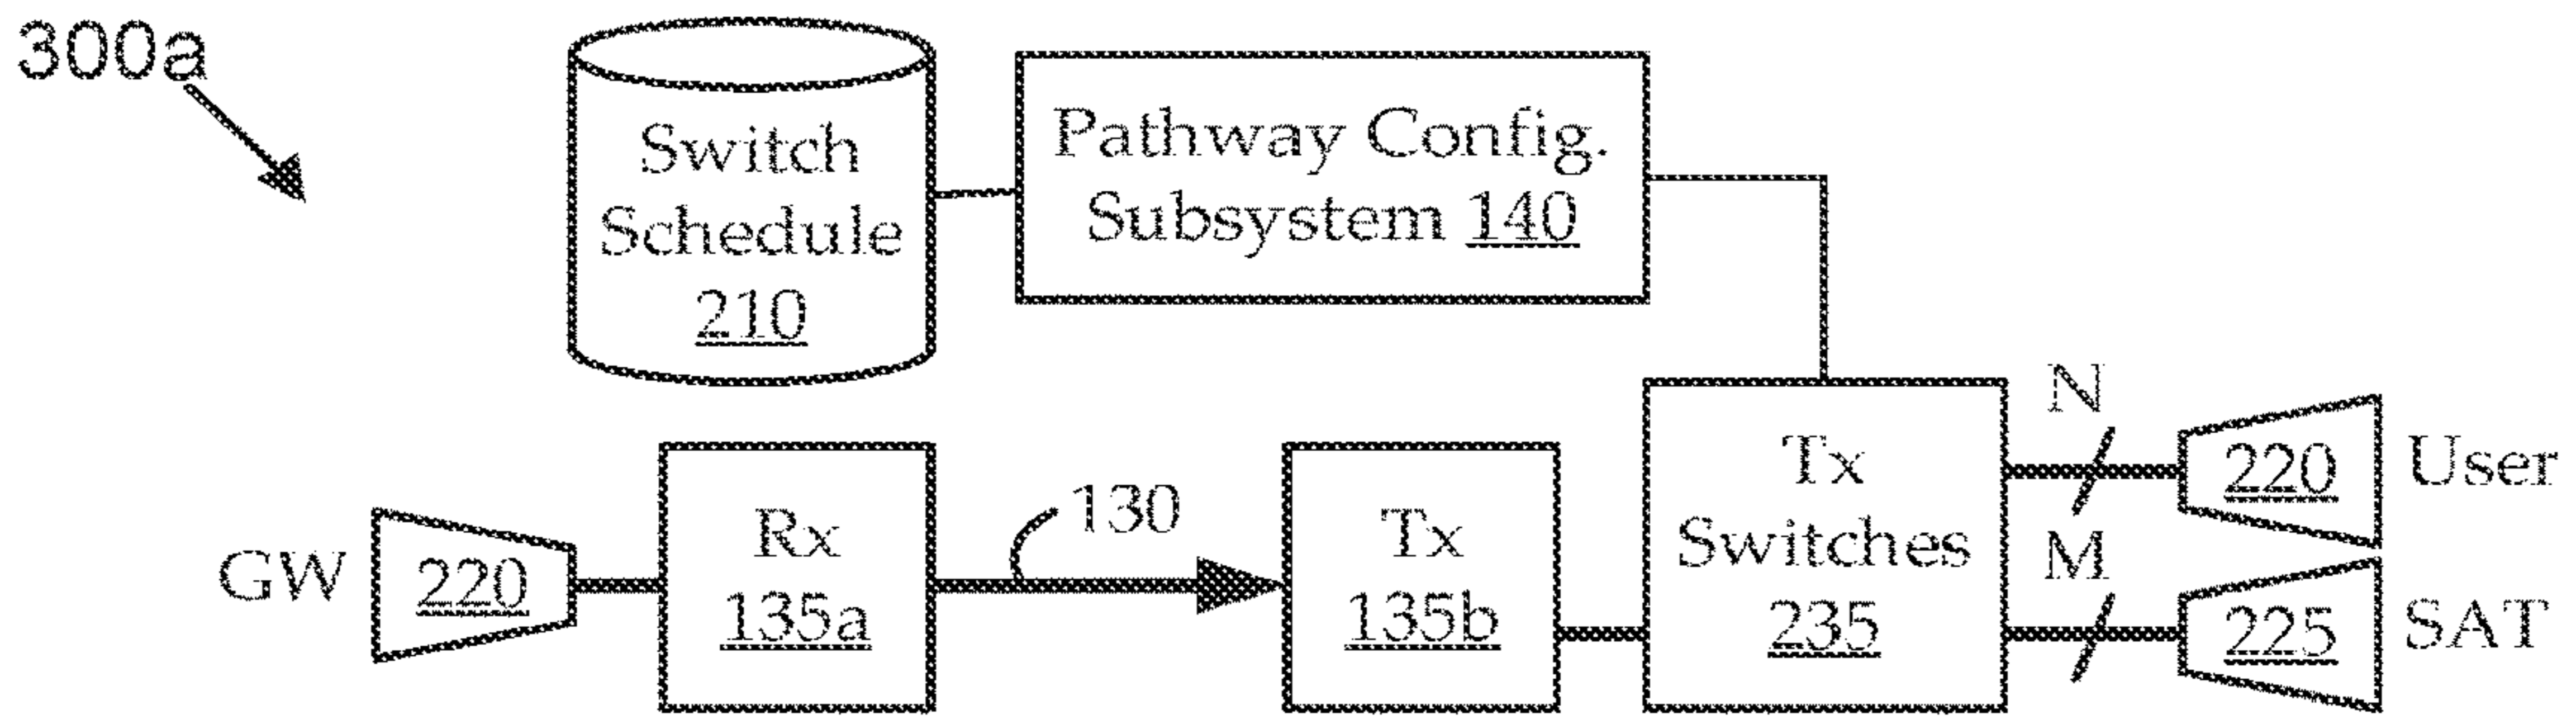 300a
Switch
Schedule
210
Pathway Config.
Subsystem 140
GW
220
Rx
135a
130
Tx
135b
Tx
Switches
235
N
220
User
M
225
SAT